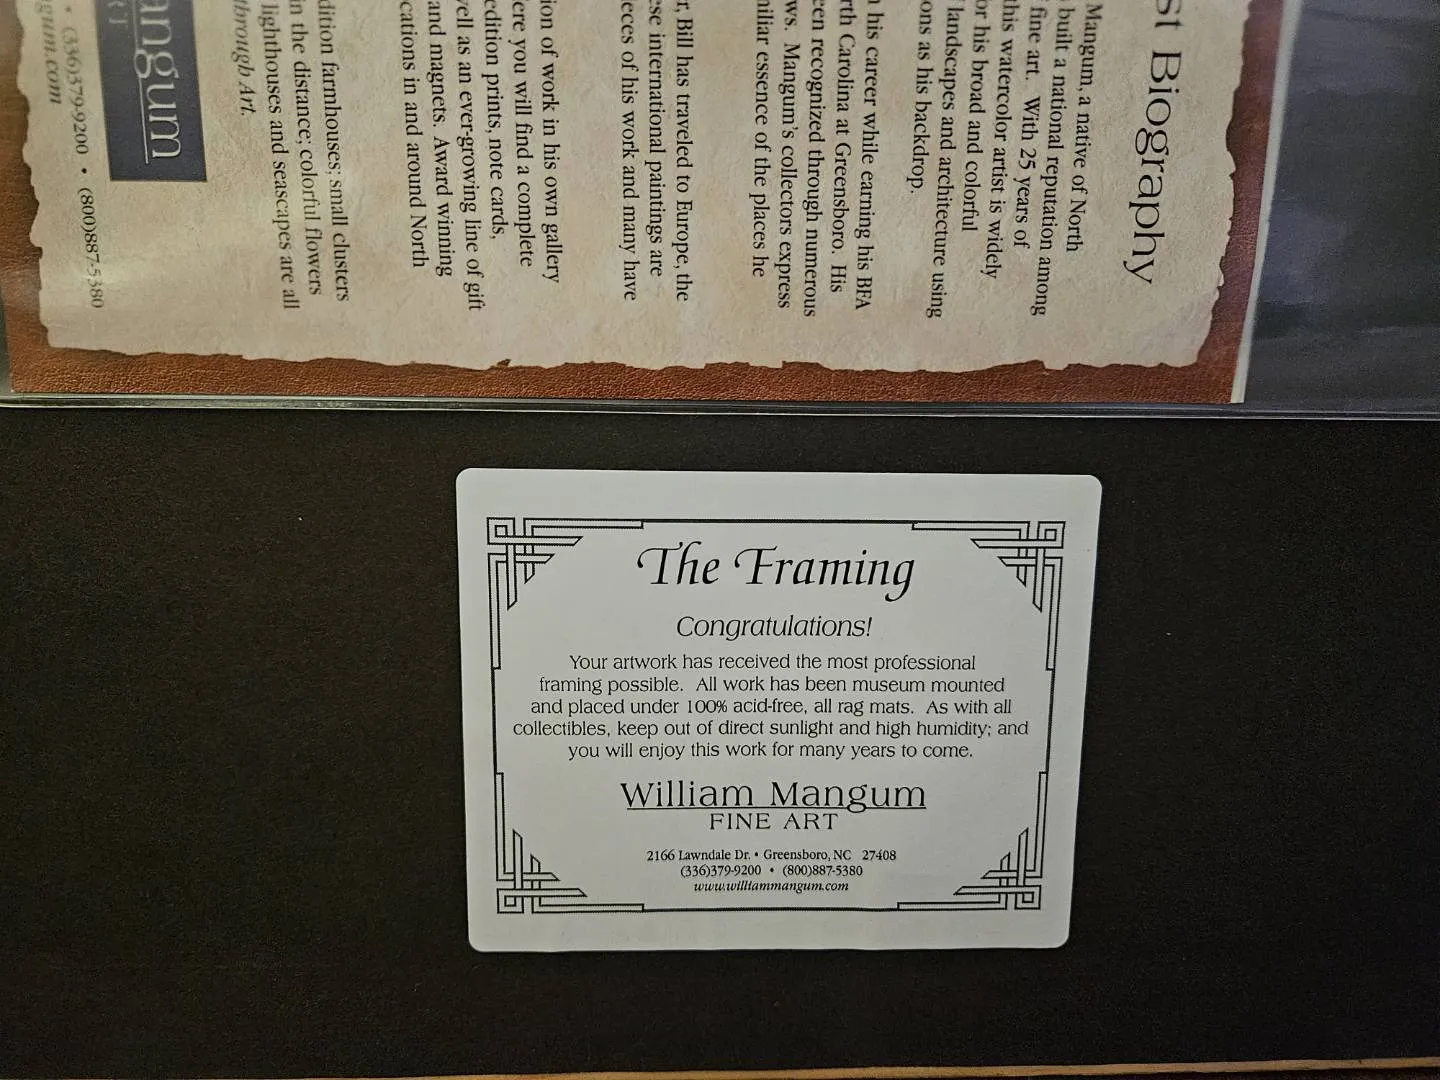 st Biography
Mangum, a native of North
built a national reputation among
fine art. With 25 years of
this watercolor artist is widely
or his broad and colorful
landscapes and architecture using
ons as his backdrop.
his career while earning his BFA
rth Carolina at Greensboro. His
een recognized through numerous
ws. Mangum's collectors express
miliar essence of the places he
r, Bill has traveled to Europe, the
ese international paintings are
ieces of his work and many have
ion of work in his own gallery
ere you will find a complete
edition prints, note cards,
vell as an ever-growing line of gift
and magnets. Award winning
cations in and around North
dition farmhouses; small clusters
in the distance; colorful flowers
lighthouses and seascapes are all
through Art.
angum
RT
• (336)379-9200 • (800)887-5380
gum.com
The Framing
Congratulations!
Your artwork has received the most professional
framing possible. All work has been museum mounted
and placed under 100% acid-free, all rag mats. As with all
collectibles, keep out of direct sunlight and high humidity; and
you will enjoy this work for many years to come.
William Mangum
FINE ART
2166 Lawndale Dr. • Greensboro, NC 27408
(336)379-9200 • (800)887-5380
www.williammangum.com